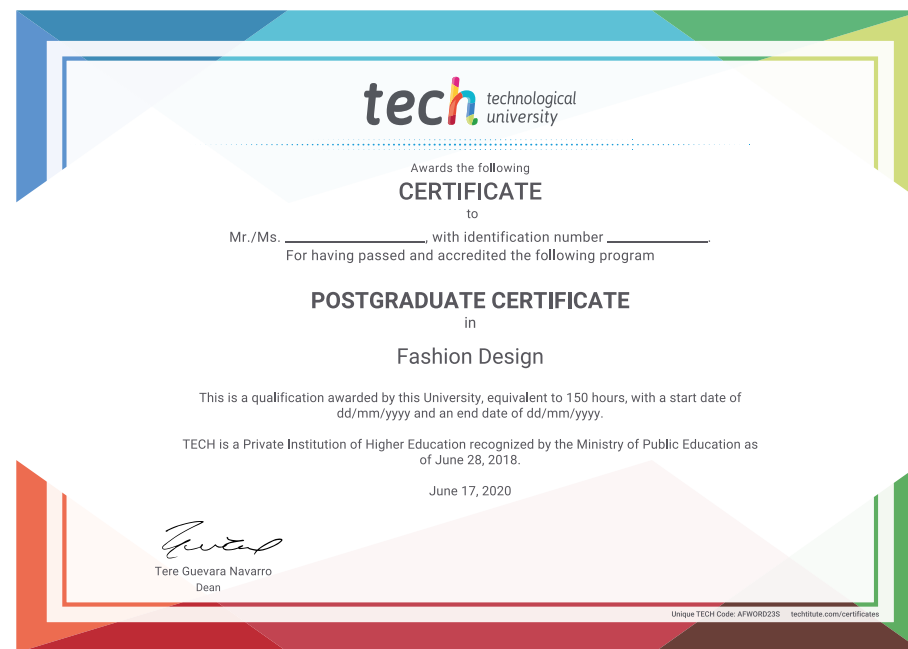 tech technological
university
Awards the following
CERTIFICATE
to
Mr./Ms. ____________________, with identification number ______________.
For having passed and accredited the following program
POSTGRADUATE CERTIFICATE
in
Fashion Design
This is a qualification awarded by this University, equivalent to 150 hours, with a start date of
dd/mm/yyyy and an end date of dd/mm/yyyy.
TECH is a Private Institution of Higher Education recognized by the Ministry of Public Education as
of June 28, 2018.
June 17, 2020
Tere Guevara Navarro
Dean
Unique TECH Code: AFWORD23S techtitute.com/certificates